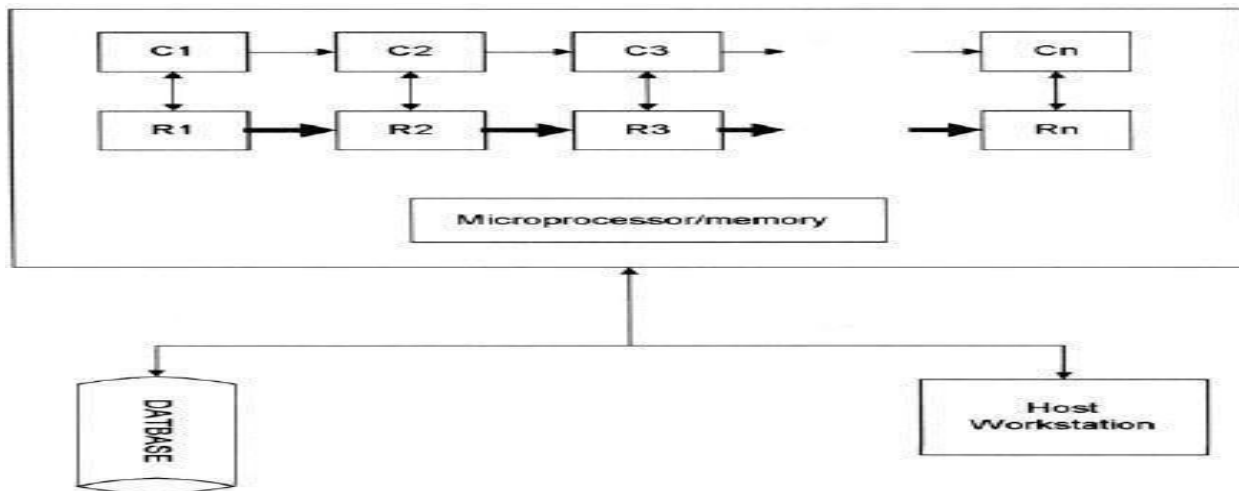 C1 C2 C3 Cn
R1 R2 R3 Rn
Microprocessor/memory
DATBASE
Host
Workstation